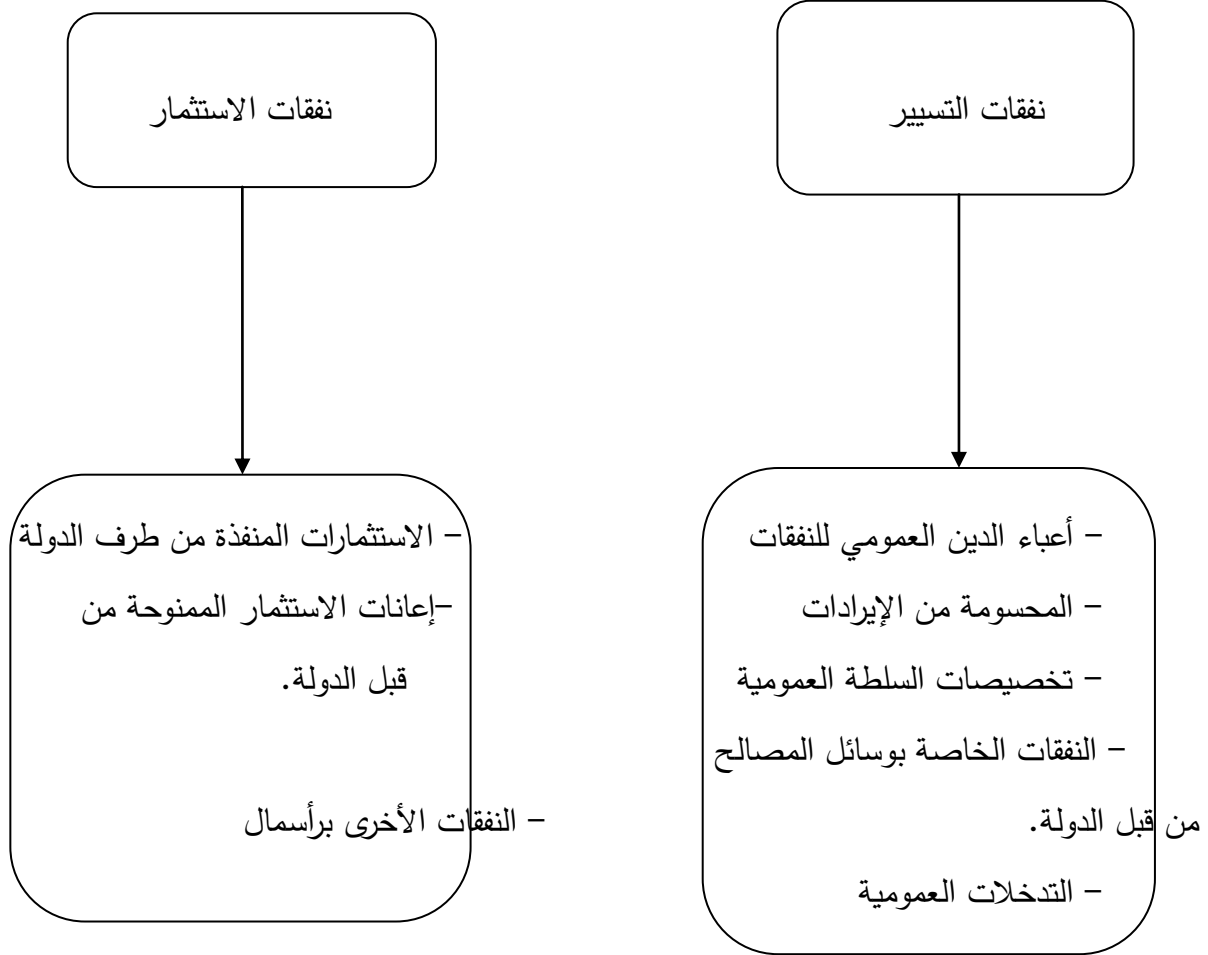 نفقات التسيير
– أعباء الدين العمومي للنفقات
– المحسومة من الإيرادات
– تخصيصات السلطة العمومية
– النفقات الخاصة بوسائل المصالح
من قبل الدولة.
– التدخلات العمومية
نفقات الاستثمار
– الاستثمارات المنفذة من طرف الدولة
–إعانات الاستثمار الممنوحة من
قبل الدولة.
– النفقات الأخرى برأسمال